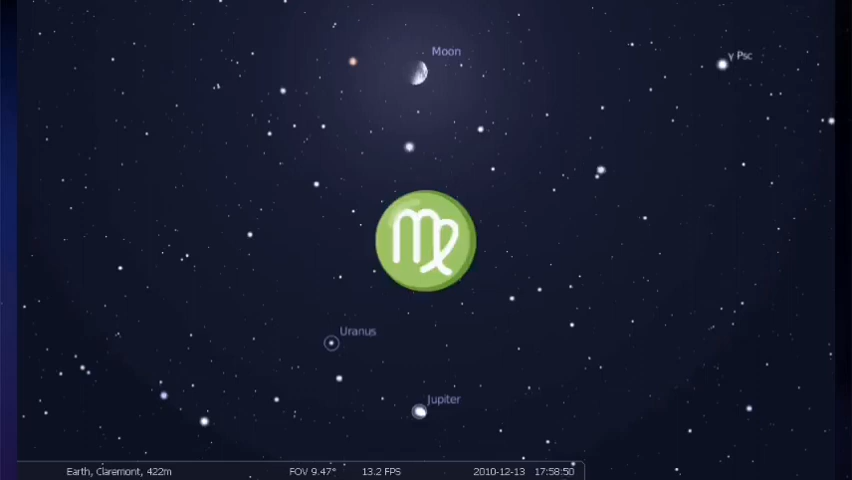 Moon
γ Psc
Uranus
Jupiter
Earth, Claremont, 422m FOV 9.47° 13.2 FPS 2010-12-13 17:58:50